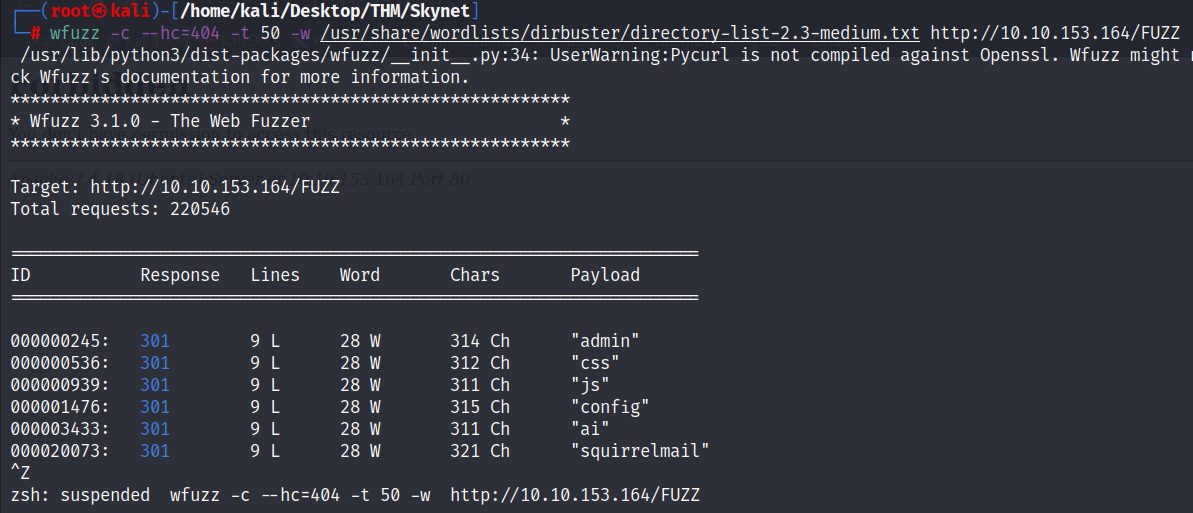 ┌──(root㉿kali)-[/home/kali/Desktop/THM/Skynet]
└─# wfuzz -c --hc=404 -t 50 -w /usr/share/wordlists/dirbuster/directory-list-2.3-medium.txt http://10.10.153.164/FUZZ
/usr/lib/python3/dist-packages/wfuzz/__init__.py:34: UserWarning:Pycurl is not compiled against Openssl. Wfuzz might
ck Wfuzz's documentation for more information.
********************************************************
* Wfuzz 3.1.0 - The Web Fuzzer                         *
********************************************************
Target: http://10.10.153.164/FUZZ
Total requests: 220546
=====================================================================
ID           Response   Lines    Word       Chars       Payload
=====================================================================
000000245:   301        9 L      28 W       314 Ch      "admin"
000000536:   301        9 L      28 W       312 Ch      "css"
000000939:   301        9 L      28 W       311 Ch      "js"
000001476:   301        9 L      28 W       315 Ch      "config"
000003433:   301        9 L      28 W       311 Ch      "ai"
000020073:   301        9 L      28 W       321 Ch      "squirrelmail"
^Z
zsh: suspended  wfuzz -c --hc=404 -t 50 -w  http://10.10.153.164/FUZZ